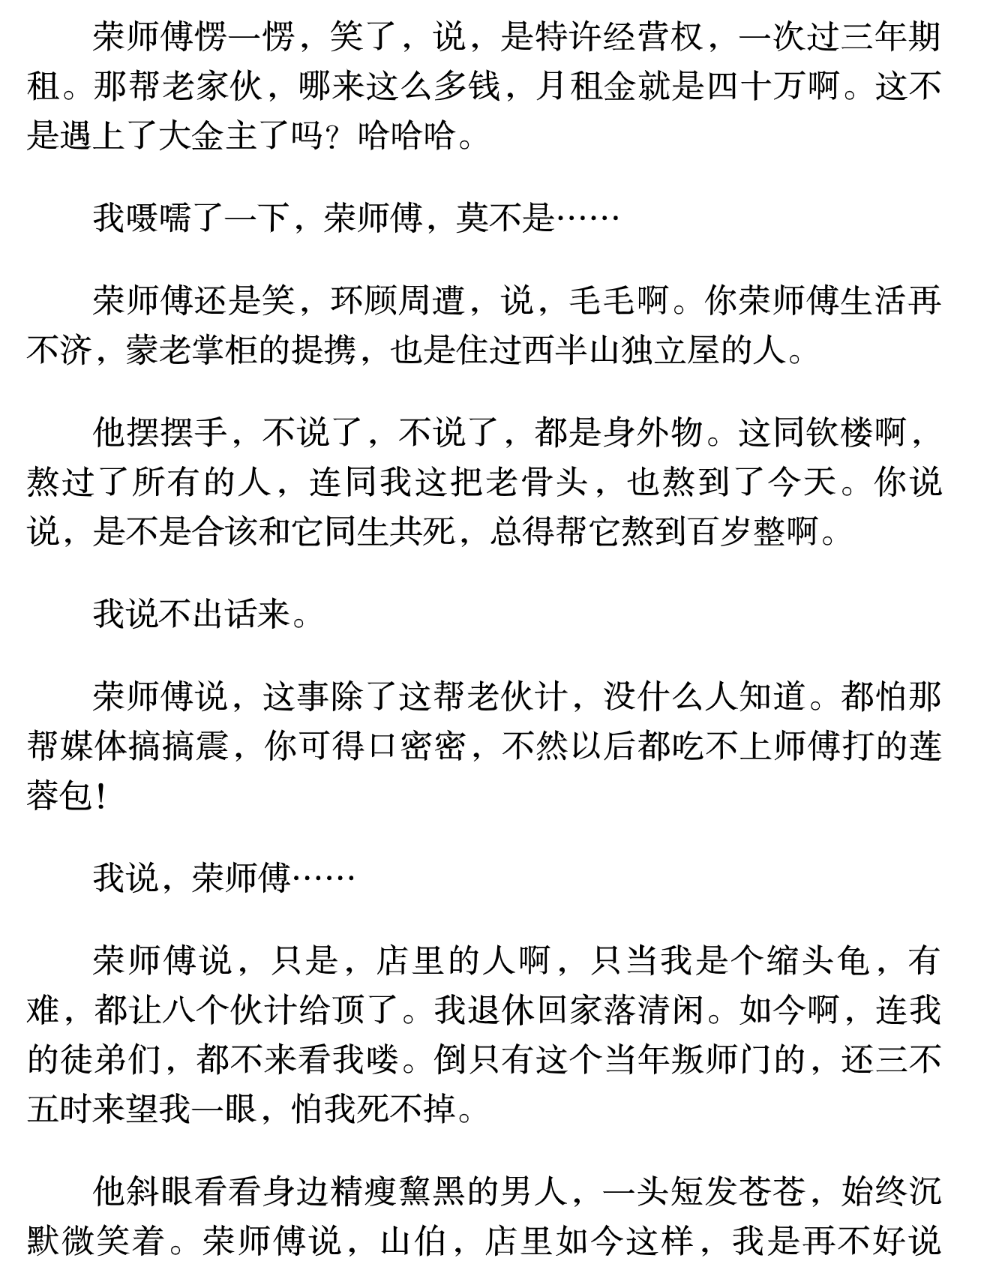 荣师傅愣一愣，笑了，说，是特许经营权，一次过三年期
租。那帮老家伙，哪来这么多钱，月租金就是四十万啊。这不
是遇上了大金主了吗？哈哈哈。
我嗫嚅了一下，荣师傅，莫不是……
荣师傅还是笑，环顾周遭，说，毛毛啊。你荣师傅生活再
不济，蒙老掌柜的提携，也是住过西半山独立屋的人。
他摆摆手，不说了，不说了，都是身外物。这同钦楼啊，
熬过了所有的人，连同我这把老骨头，也熬到了今天。你说
说，是不是合该和它同生共死，总得帮它熬到百岁整啊。
我说不出话来。
荣师傅说，这事除了这帮老伙计，没什么人知道。都怕那
帮媒体搞搞震，你可得口密密，不然以后都吃不上师傅打的莲
蓉包！
我说，荣师傅……
荣师傅说，只是，店里的人啊，只当我是个缩头龟，有
难，都让八个伙计给顶了。我退休回家落清闲。如今啊，连我
的徒弟们，都不来看我喽。倒只有这个当年叛师门的，还三不
五时来望我一眼，怕我死不掉。
他斜眼看看身边精瘦黧黑的男人，一头短发苍苍，始终沉
默微笑着。荣师傅说，山伯，店里如今这样，我是再不好说